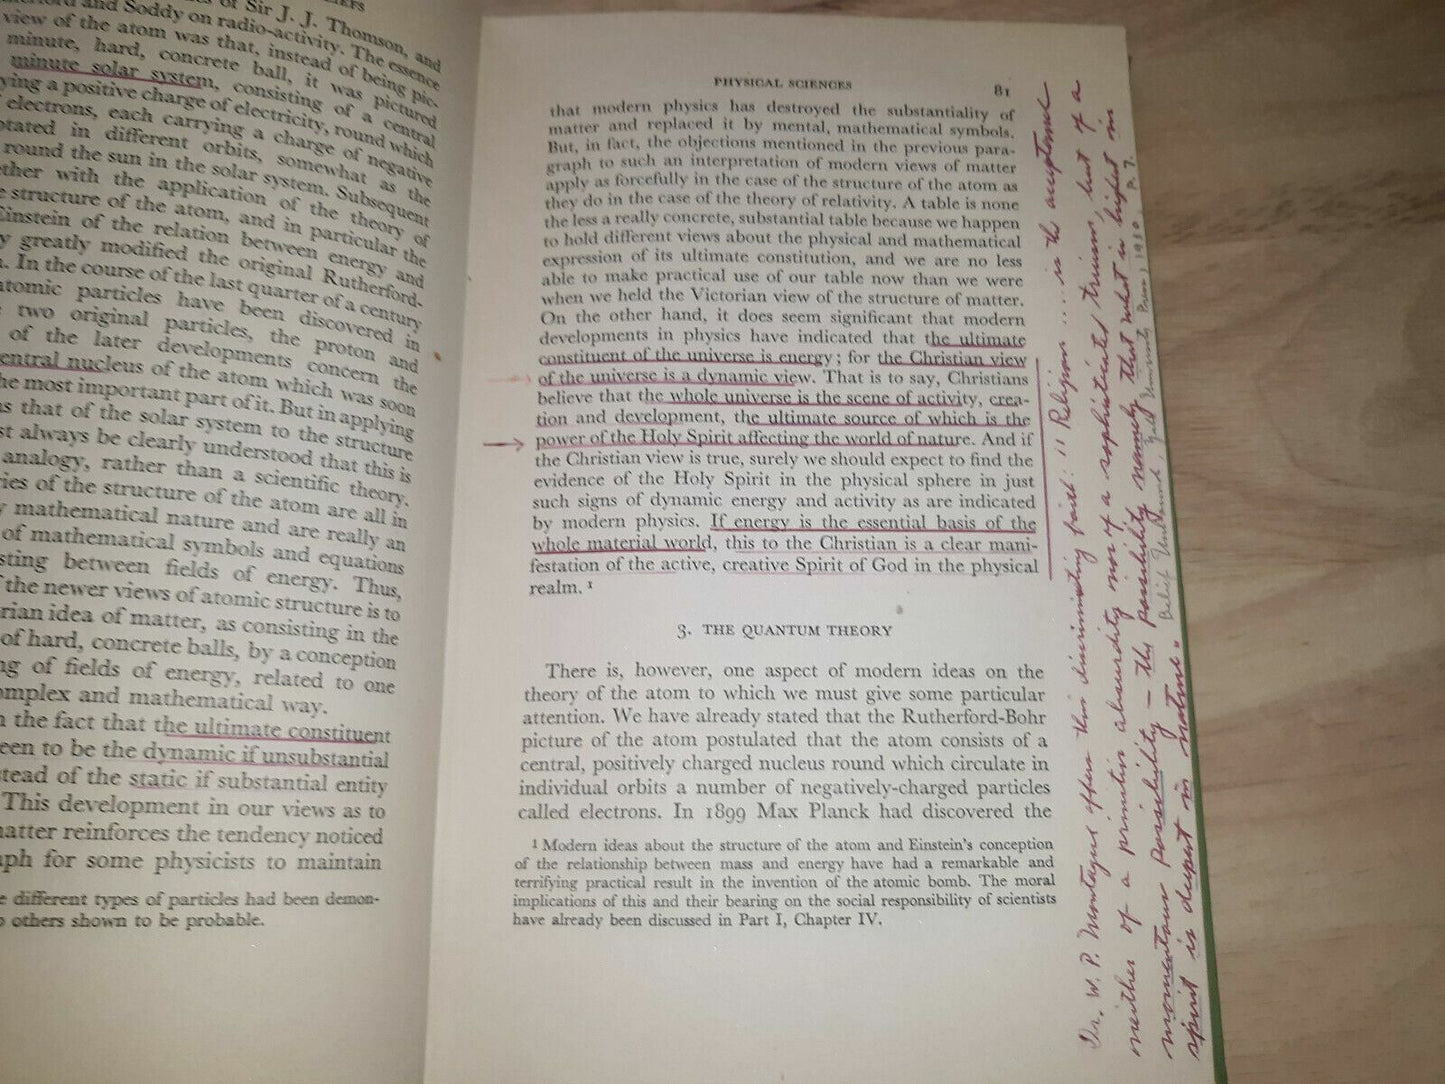 IEFS
and Soddy on radio-activity. The essence
of Sir J. J. Thomson, and
view of the atom was that, instead of being pic-
minute, hard, concrete ball, it was pictured
minute solar system, consisting of a central
ying a positive charge of electricity, round which
electrons, each carrying a charge of negative
otated in different orbits, somewhat as the
round the sun in the solar system. Subsequent
ether with the application of the theory of
e structure of the atom, and in particular the
Einstein of the relation between energy and
y greatly modified the original Rutherford-
. In the course of the last quarter of a century
atomic particles have been discovered in
two original particles, the proton and
of the later developments concern the
entral nucleus of the atom which was soon
he most important part of it. But in applying
as that of the solar system to the structure
st always be clearly understood that this is
analogy, rather than a scientific theory.
ries of the structure of the atom are all in
y mathematical nature and are really an
of mathematical symbols and equations
sting between fields of energy. Thus,
f the newer views of atomic structure is to
rian idea of matter, as consisting in the
of hard, concrete balls, by a conception
ng of fields of energy, related to one
omplex and mathematical way.
n the fact that the ultimate constituent
een to be the dynamic if unsubstantial
stead of the static if substantial entity
This development in our views as to
natter reinforces the tendency noticed
aph for some physicists to maintain
e different types of particles had been demon-
o others shown to be probable.
PHYSICAL SCIENCES 81
that modern physics has destroyed the substantiality of
matter and replaced it by mental, mathematical symbols.
But, in fact, the objections mentioned in the previous para-
graph to such an interpretation of modern views of matter
apply as forcefully in the case of the structure of the atom as
they do in the case of the theory of relativity. A table is none
the less a really concrete, substantial table because we happen
to hold different views about the physical and mathematical
expression of its ultimate constitution, and we are no less
able to make practical use of our table now than we were
when we held the Victorian view of the structure of matter.
On the other hand, it does seem significant that modern
developments in physics have indicated that the ultimate
constituent of the universe is energy; for the Christian view
of the universe is a dynamic view. That is to say, Christians
believe that the whole universe is the scene of activity, crea-
tion and development, the ultimate source of which is the
power of the Holy Spirit affecting the world of nature. And if
the Christian view is true, surely we should expect to find the
evidence of the Holy Spirit in the physical sphere in just
such signs of dynamic energy and activity as are indicated
by modern physics. If energy is the essential basis of the
whole material world, this to the Christian is a clear mani-
festation of the active, creative Spirit of God in the physical
realm. 1
3. THE QUANTUM THEORY
There is, however, one aspect of modern ideas on the
theory of the atom to which we must give some particular
attention. We have already stated that the Rutherford-Bohr
picture of the atom postulated that the atom consists of a
central, positively charged nucleus round which circulate in
individual orbits a number of negatively-charged particles
called electrons. In 1899 Max Planck had discovered the
1 Modern ideas about the structure of the atom and Einstein's conception
of the relationship between mass and energy have had a remarkable and
terrifying practical result in the invention of the atomic bomb. The moral
implications of this and their bearing on the social responsibility of scientists
have already been discussed in Part I, Chapter IV.
Dr. W. P. Montague offers this discriminating faith: "Religion .... is the acceptance
neither of a primitive absurdity nor of a sophisticated truism, but of a
momentous possibility — the possibility namely that what is highest in
spirit is deepest in nature."
Belief Unbound, Yale University Press, 1930 p. 7.